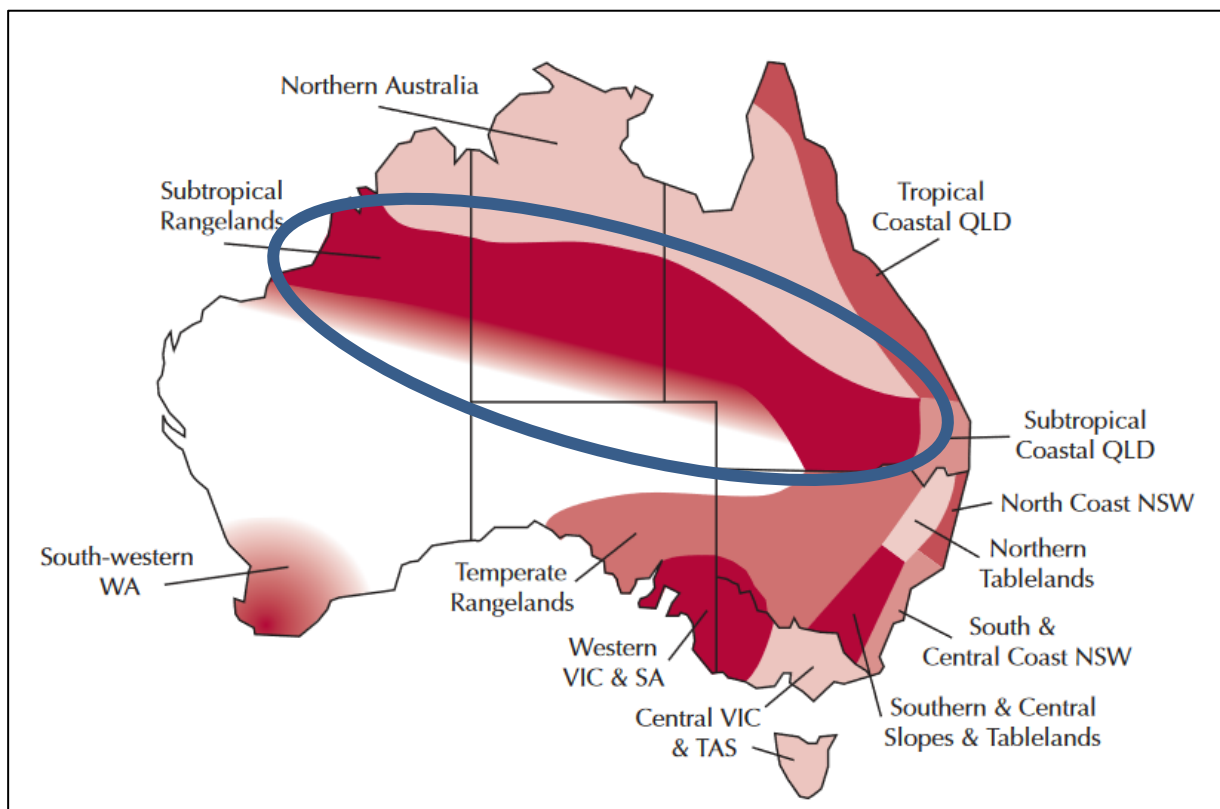 Northern Australia
Subtropical
Rangelands
Tropical
Coastal QLD
Subtropical
Coastal QLD
North Coast NSW
Northern
Tablelands
South &
Central Coast NSW
Southern & Central
Slopes & Tablelands
Central VIC
& TAS
Western
VIC & SA
Temperate
Rangelands
South-western
WA